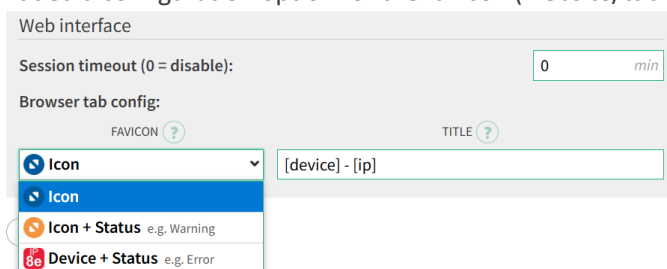 Web interface
Session timeout (0 = disable): 0 min
Browser tab config:
FAVICON ? TITLE ?
Icon [device] - [ip]
Icon
Icon + Status e.g. Warning
IP
8e Device + Status e.g. Error